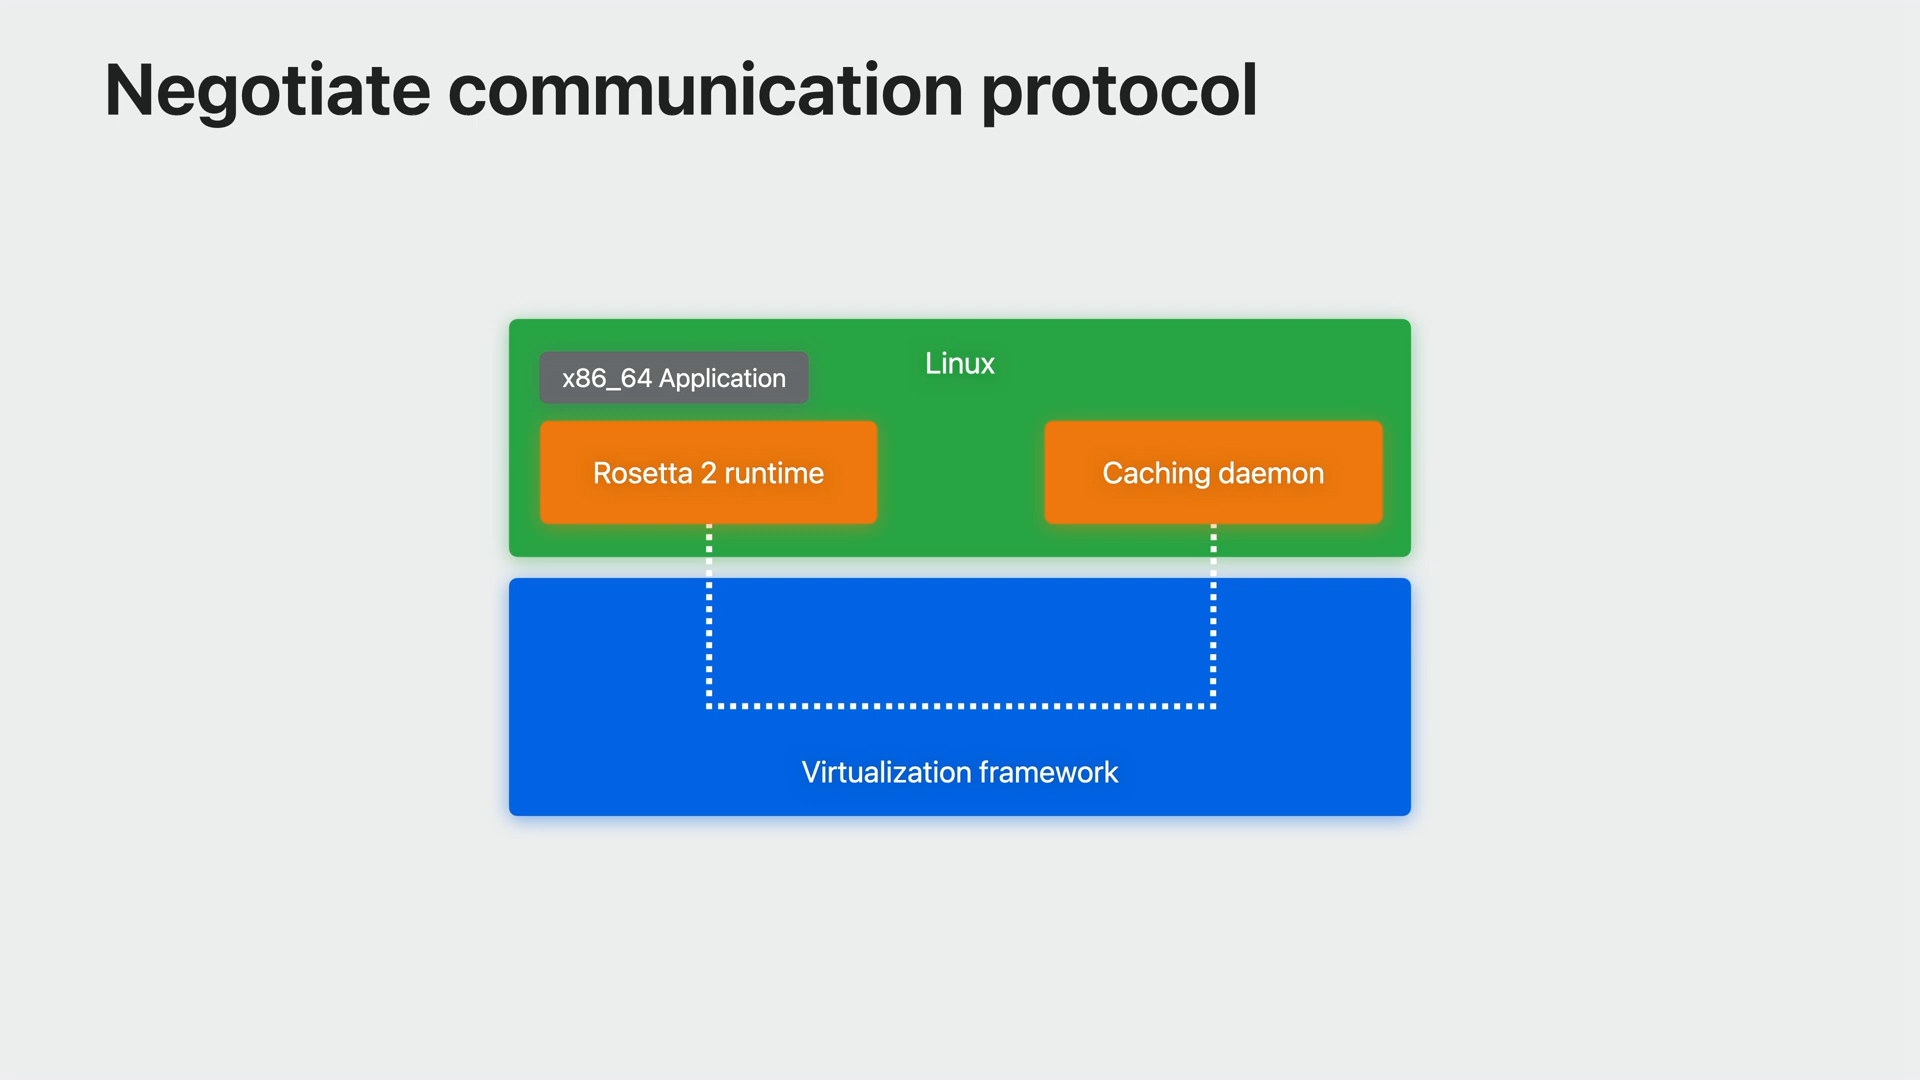 Negotiate communication protocol
Linux
x86_64 Application
Rosetta 2 runtime
Caching daemon
Virtualization framework